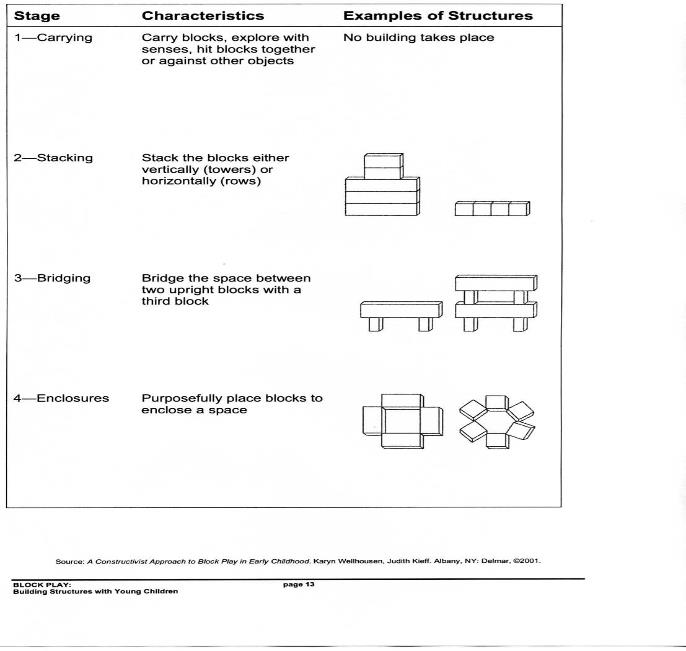 Stage Characteristics Examples of Structures
1—Carrying Carry blocks, explore with No building takes place
senses, hit blocks together
or against other objects
2—Stacking Stack the blocks either
vertically (towers) or
horizontally (rows)
3—Bridging Bridge the space between
two upright blocks with a
third block
4—Enclosures Purposefully place blocks to
enclose a space
Source: A Constructivist Approach to Block Play in Early Childhood, Karyn Wellhousen, Judith Kieff. Albany, NY: Delmar, ©2001.
BLOCK PLAY: page 13
Building Structures with Young Children